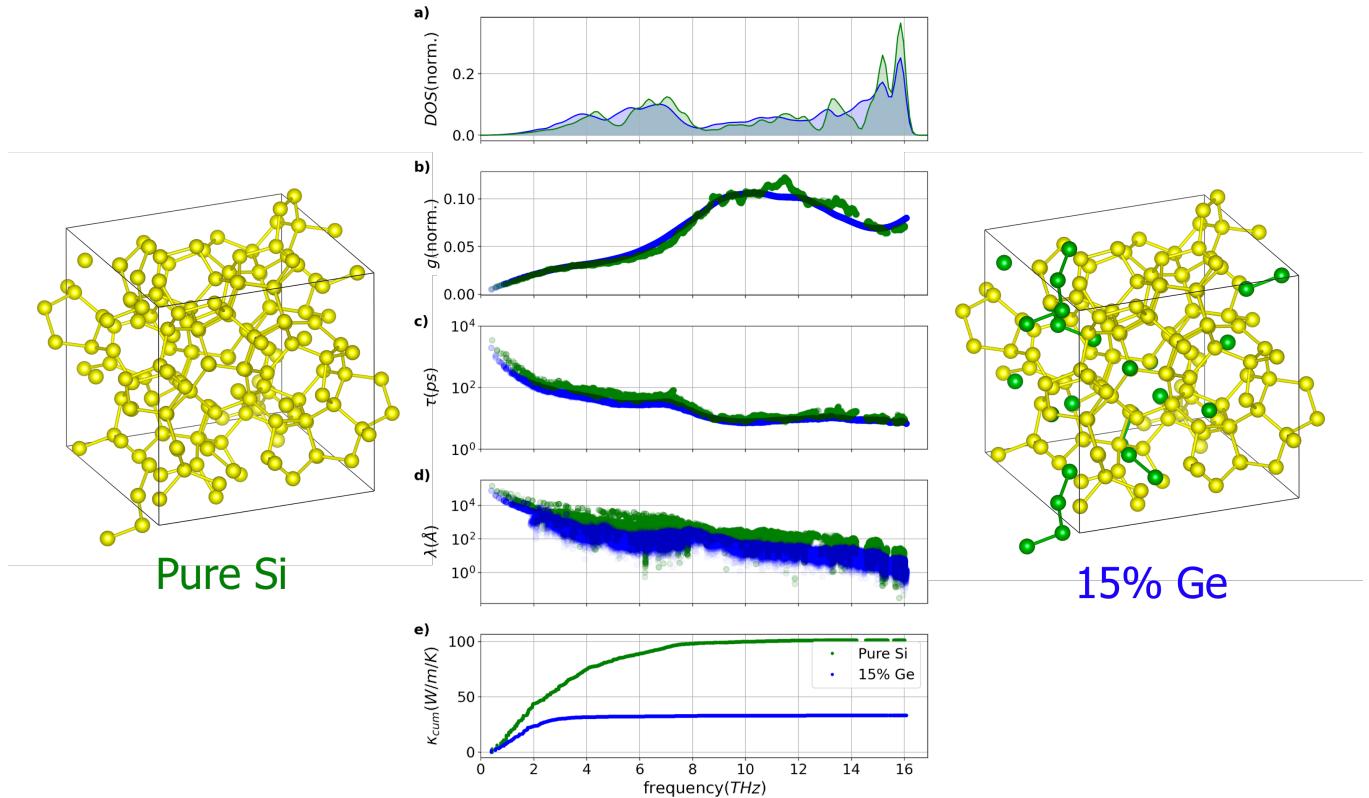 a)
DOS(norm.)
0.2
0.0
b)
g(norm.)
0.10
0.05
0.00
c)
τ(ps)
10⁴
10²
10⁰
d)
λ(Å)
10⁴
10²
10⁰
e)
κcum(W/m/K)
100
50
0
Pure Si
15% Ge
0 2 4 6 8 10 12 14 16
frequency(THz)
Pure Si
15% Ge